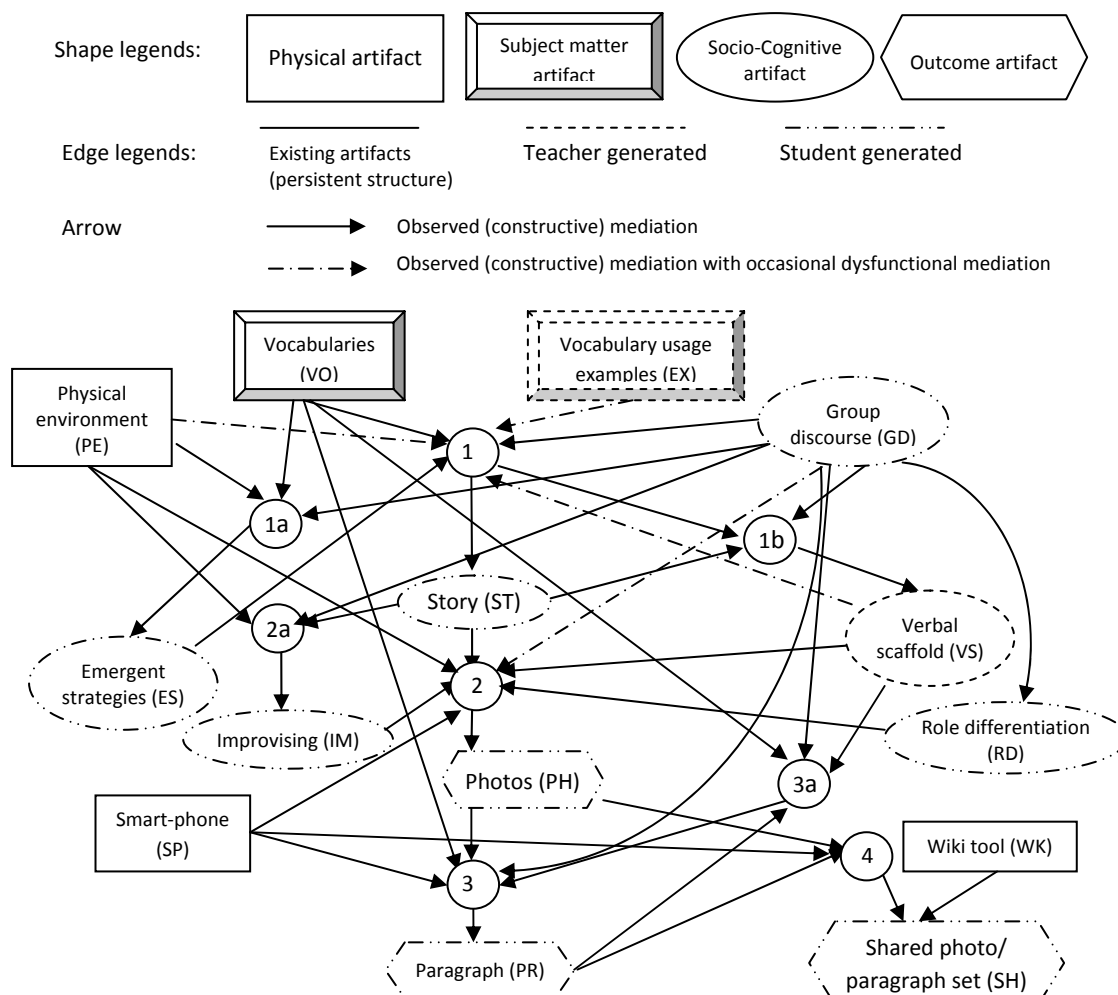 Shape legends:
Physical artifact
Subject matter
artifact
Socio-Cognitive
artifact
Outcome artifact
Edge legends:
Existing artifacts
(persistent structure)
Teacher generated
Student generated
Arrow
Observed (constructive) mediation
Observed (constructive) mediation with occasional dysfunctional mediation
Vocabularies
(VO)
Vocabulary usage
examples (EX)
Physical
environment
(PE)
Group
discourse (GD)
1
1a
1b
Story (ST)
2a
Verbal
scaffold (VS)
Emergent
strategies (ES)
2
Improvising (IM)
Role differentiation
(RD)
Photos (PH)
3a
Smart-phone
(SP)
Wiki tool (WK)
4
3
Paragraph (PR)
Shared photo/
paragraph set (SH)